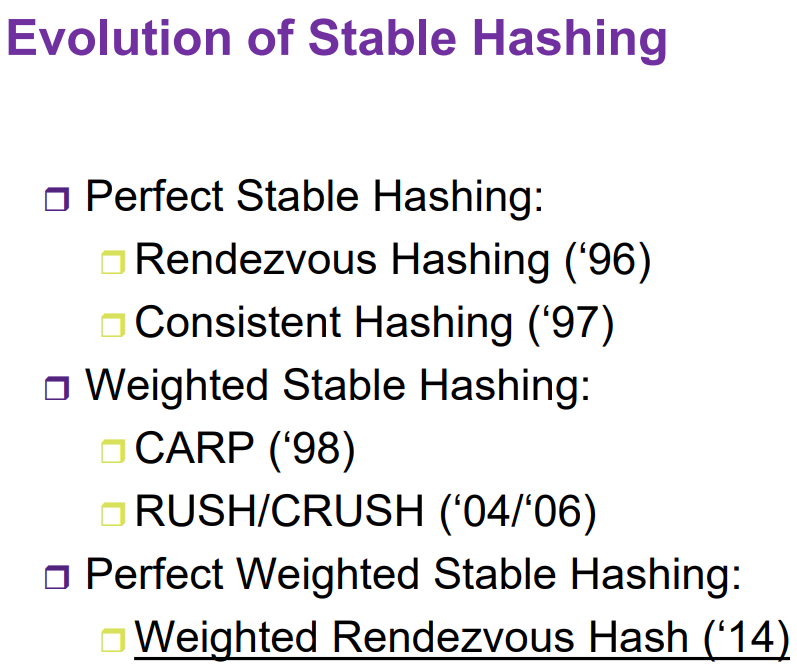 Evolution of Stable Hashing
Perfect Stable Hashing:
Rendezvous Hashing (‘96)
Consistent Hashing (‘97)
Weighted Stable Hashing:
CARP (‘98)
RUSH/CRUSH (‘04/‘06)
Perfect Weighted Stable Hashing:
Weighted Rendezvous Hash (‘14)